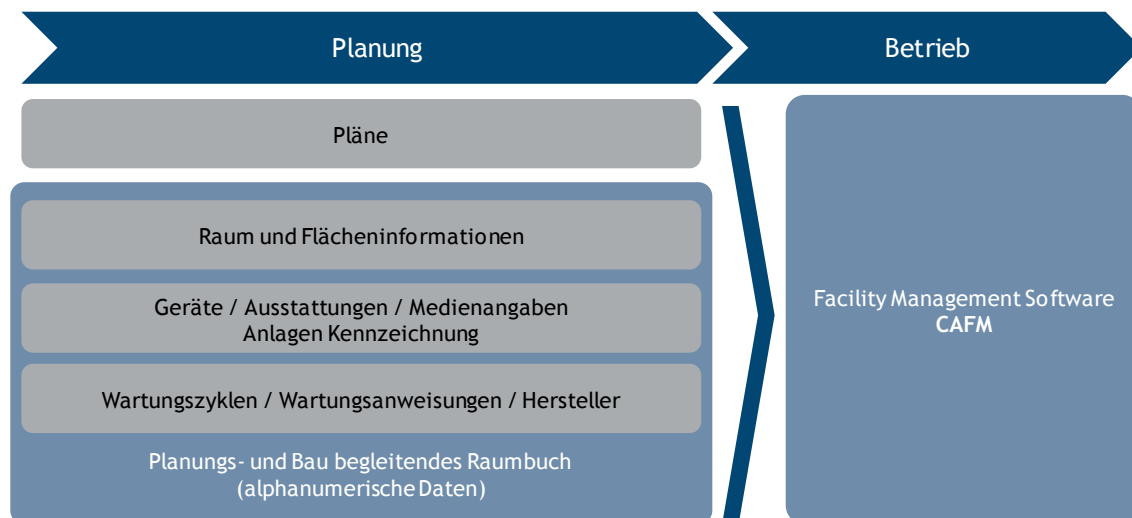 Planung
Betrieb
Pläne
Raum und Flächeninformationen
Geräte / Ausstattungen / Medienangaben
Anlagen Kennzeichnung
Wartungszyklen / Wartungsanweisungen / Hersteller
Planungs- und Bau begleitendes Raumbuch
(alphanumerische Daten)
Facility Management Software
CAFM